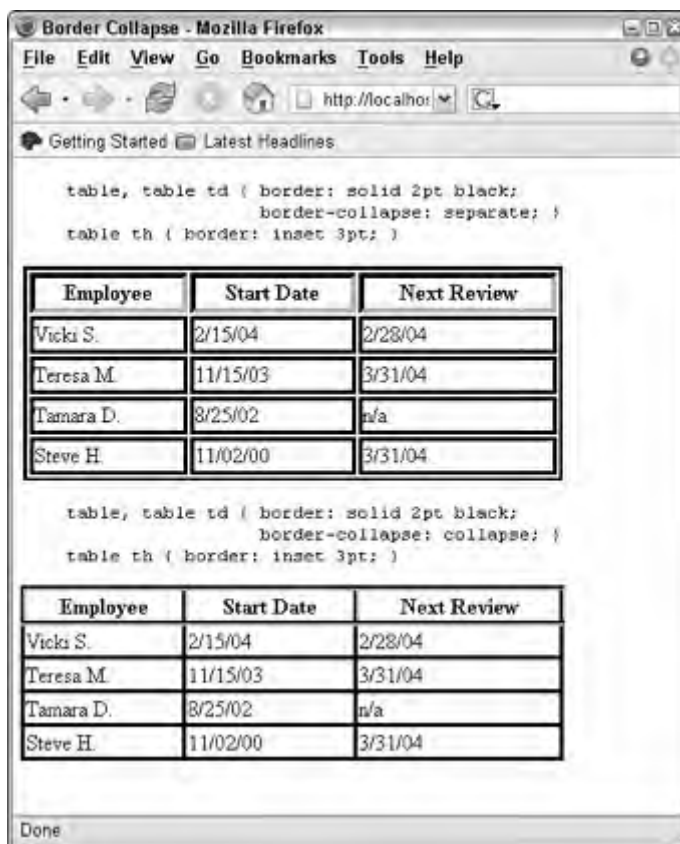 Border Collapse - Mozilla Firefox
File Edit View Go Bookmarks Tools Help
http://localhos
Getting Started Latest Headlines
table, table td { border: solid 2pt black;
border-collapse: separate; }
table th { border: inset 3pt; }
Employee Start Date Next Review
Vicki S. 2/15/04 2/28/04
Teresa M. 11/15/03 3/31/04
Tamara D. 8/25/02 n/a
Steve H. 11/02/00 3/31/04
table, table td { border: solid 2pt black;
border-collapse: collapse; }
table th { border: inset 3pt; }
Employee Start Date Next Review
Vicki S. 2/15/04 2/28/04
Teresa M. 11/15/03 3/31/04
Tamara D. 8/25/02 n/a
Steve H. 11/02/00 3/31/04
Done